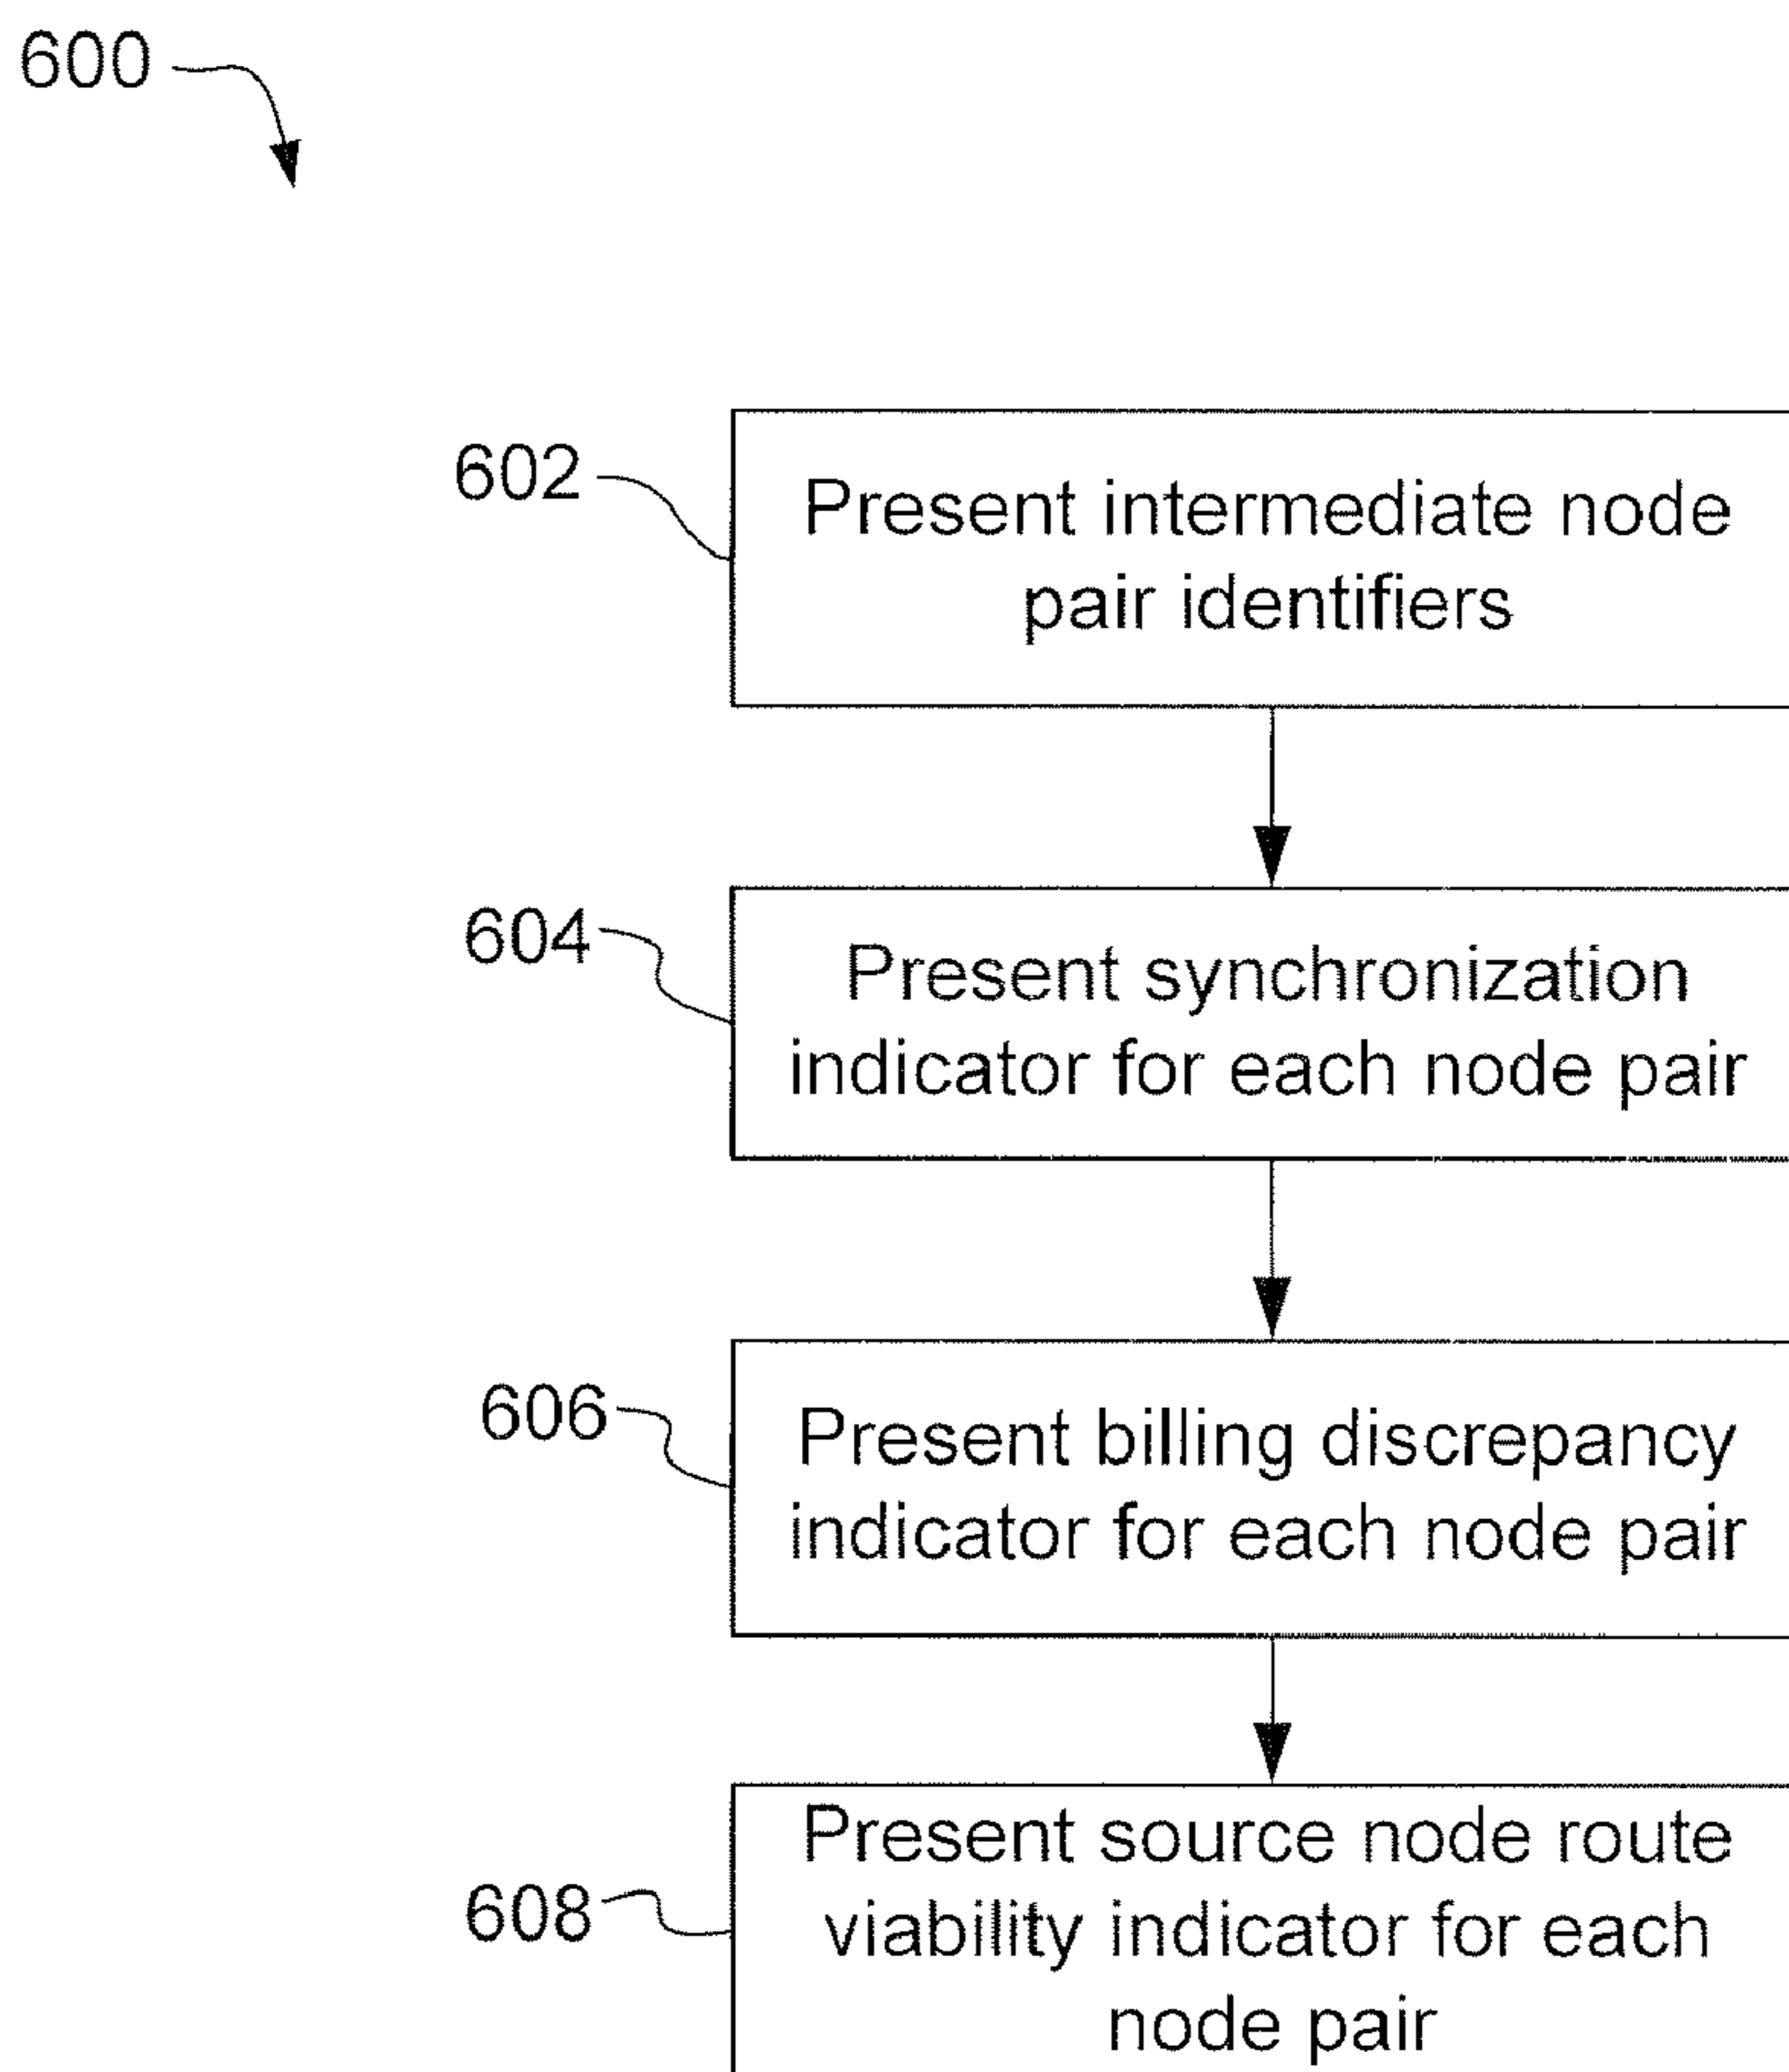 600
602
Present intermediate node
pair identifiers
604
Present synchronization
indicator for each node pair
606
Present billing discrepancy
indicator for each node pair
608
Present source node route
viability indicator for each
node pair